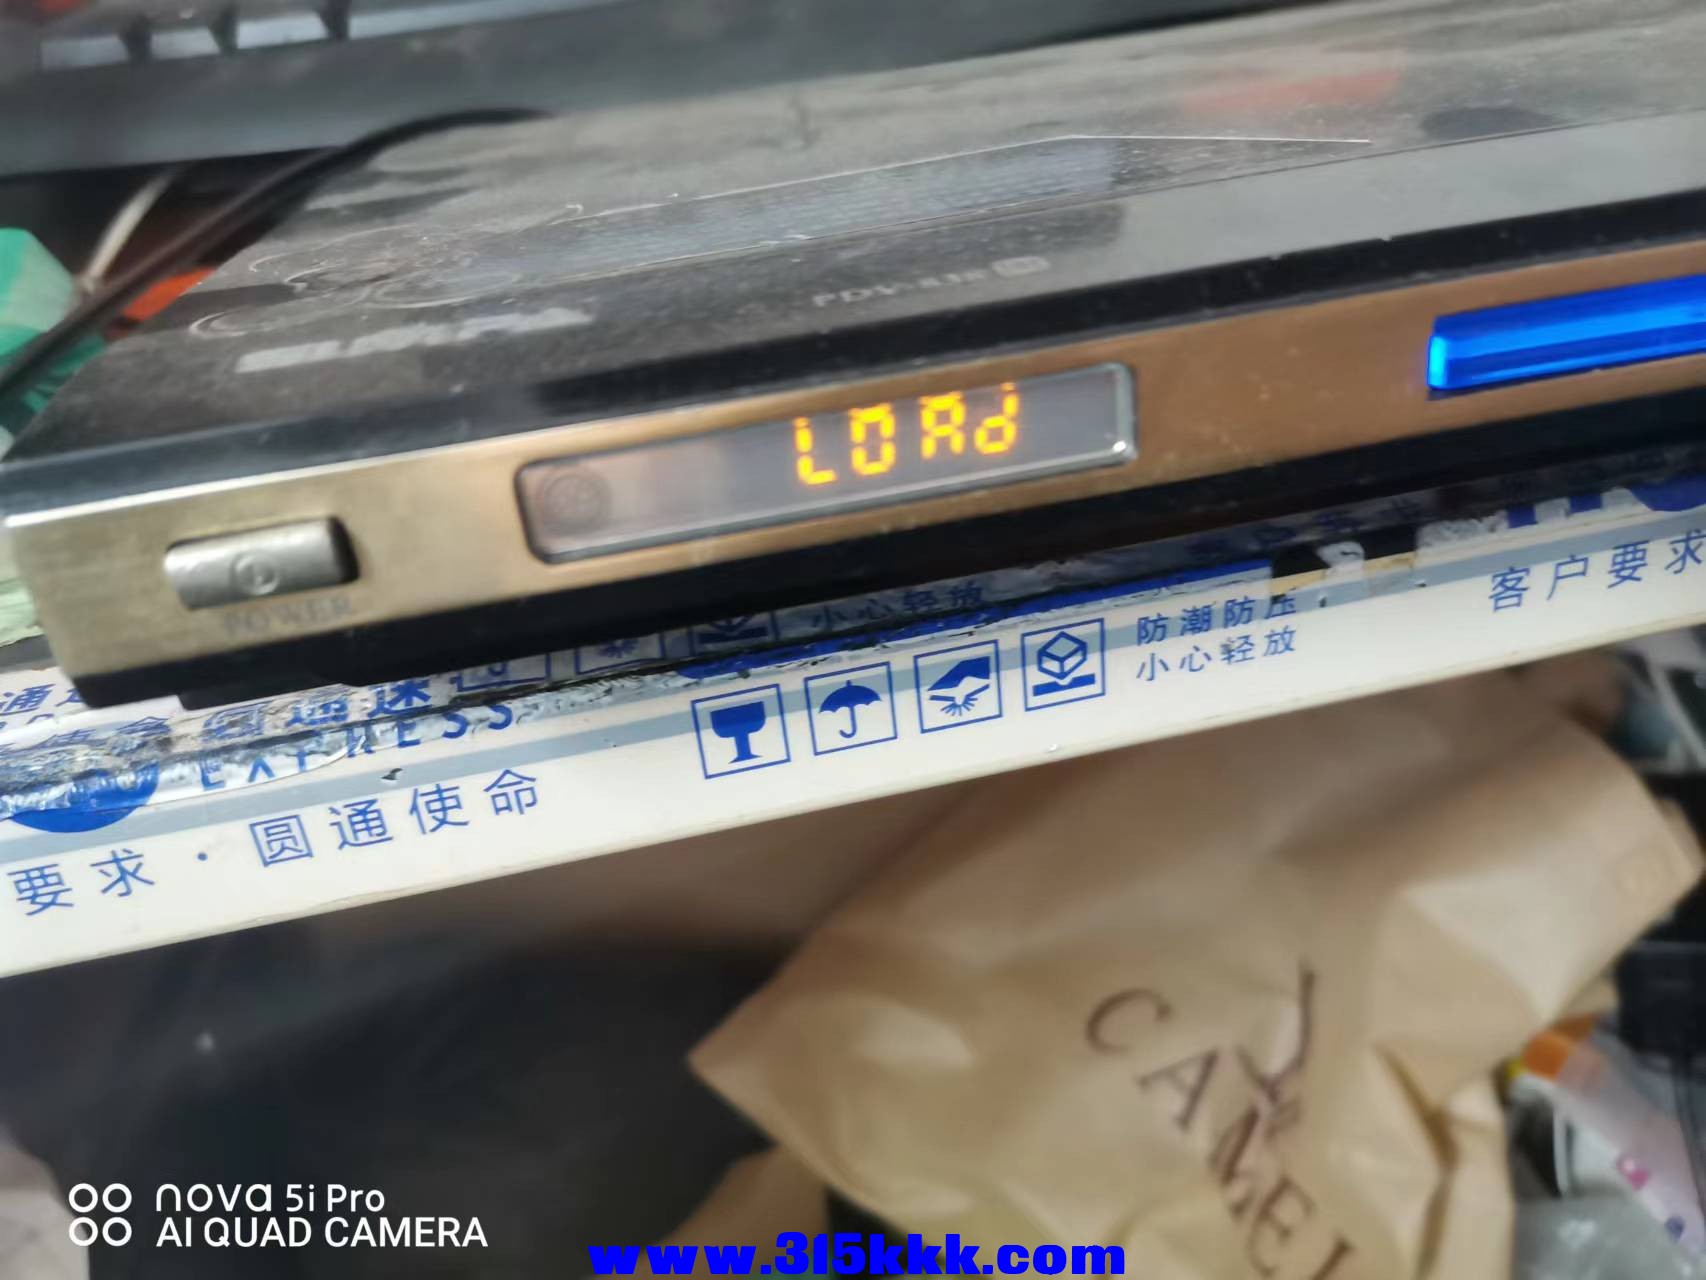 LOAd
POWER
小心轻放
防潮防压
小心轻放
客户要求
EXPRESS
要求·圆通使命
CAMEL
nova 5i Pro
AI QUAD CAMERA
www.315kkk.com